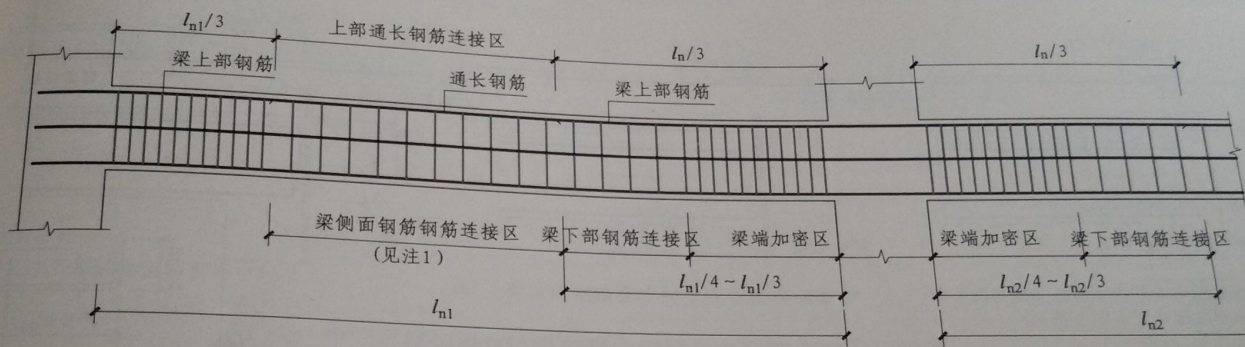 l_n1/3
上部通长钢筋连接区
l_n/3
l_n/3
梁上部钢筋
通长钢筋
梁上部钢筋
梁侧面钢筋钢筋连接区
(见注1)
梁下部钢筋连接区
梁端加密区
梁端加密区
梁下部钢筋连接区
l_n1/4~l_n1/3
l_n2/4~l_n2/3
l_n1
l_n2